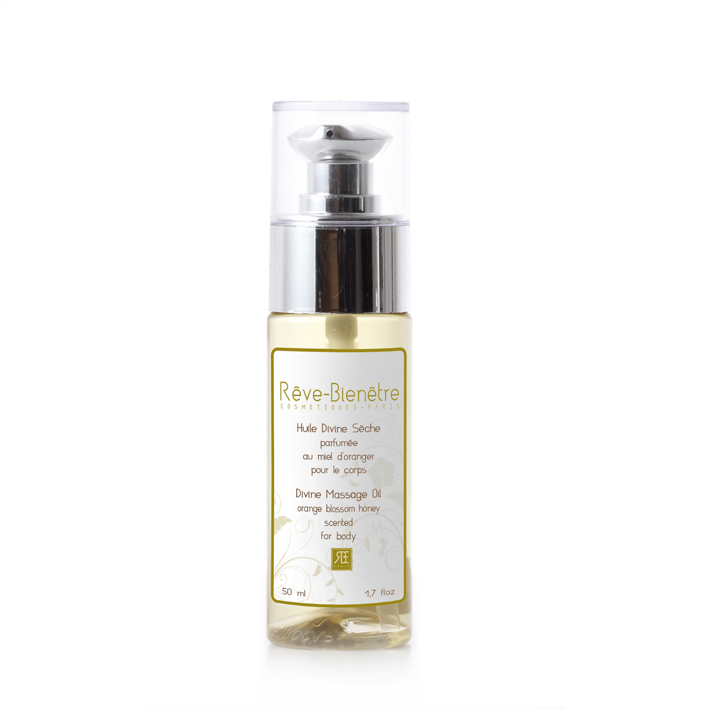 Rêve-Bienêtre
COSMETIQUES-PARIS
Huile Divine Sèche
parfumée
au miel d'oranger
pour le corps
Divine Massage Oil
orange blossom honey
scented
for body
50 ml 1,7 floz